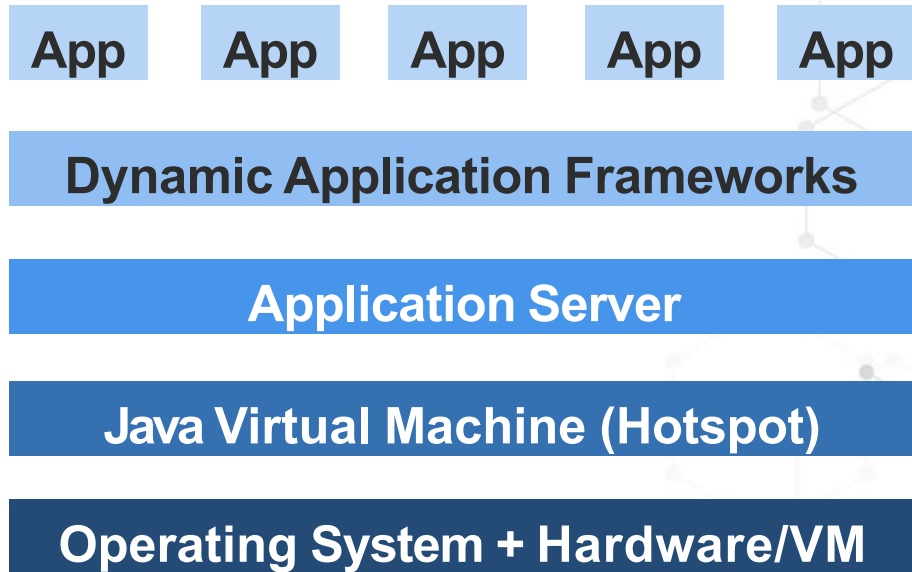 App App App App App
Dynamic Application Frameworks
Application Server
Java Virtual Machine (Hotspot)
Operating System + Hardware/VM